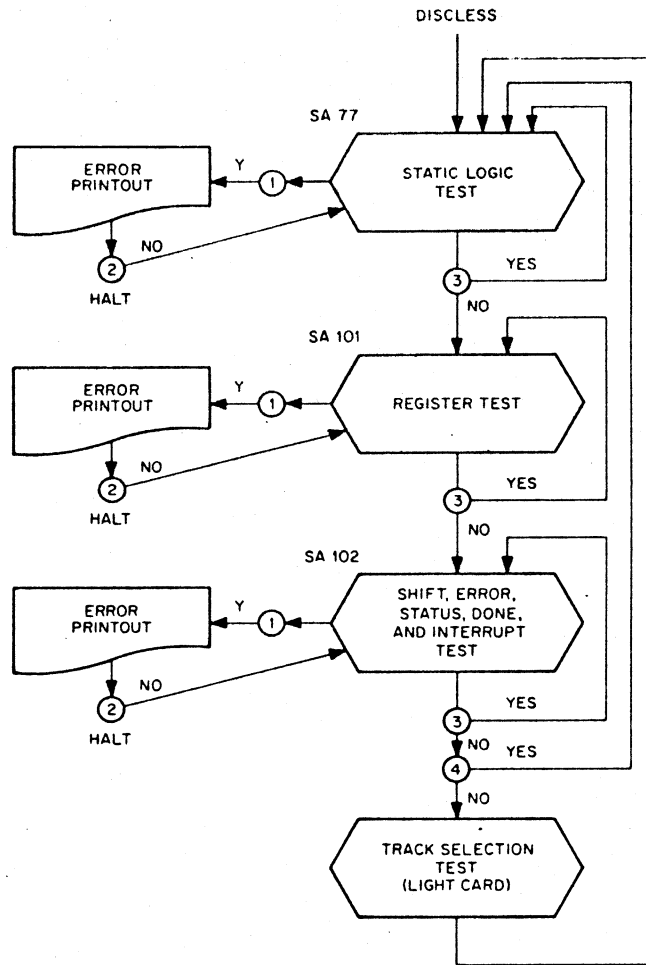 DISCLESS
SA 77
ERROR
PRINTOUT
Y
1
STATIC LOGIC
TEST
NO
2
HALT
3
YES
NO
SA 101
ERROR
PRINTOUT
Y
1
REGISTER TEST
NO
2
HALT
3
YES
NO
SA 102
ERROR
PRINTOUT
Y
1
SHIFT, ERROR,
STATUS, DONE,
AND INTERRUPT
TEST
NO
2
HALT
3
YES
NO
YES
4
NO
TRACK SELECTION
TEST
(LIGHT CARD)